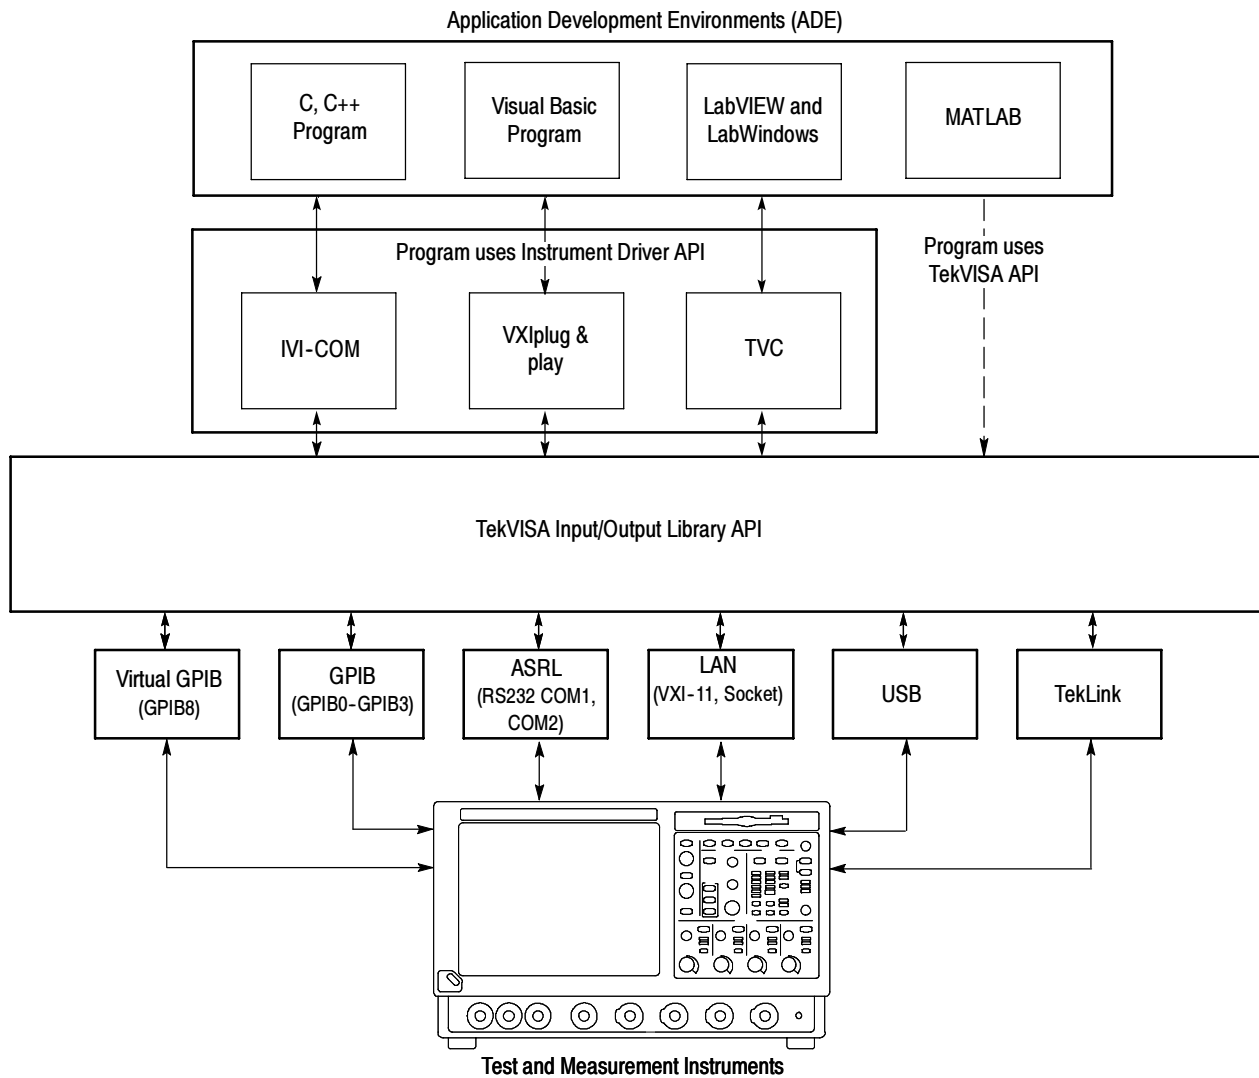 Application Development Environments (ADE)
C, C++
Program
Visual Basic
Program
LabVIEW and
LabWindows
MATLAB
Program uses Instrument Driver API
Program uses
TekVISA API
IVI-COM
VXIplug &
play
TVC
TekVISA Input/Output Library API
Virtual GPIB
(GPIB8)
GPIB
(GPIB0-GPIB3)
ASRL
(RS232 COM1,
COM2)
LAN
(VXI-11, Socket)
USB
TekLink
Test and Measurement Instruments